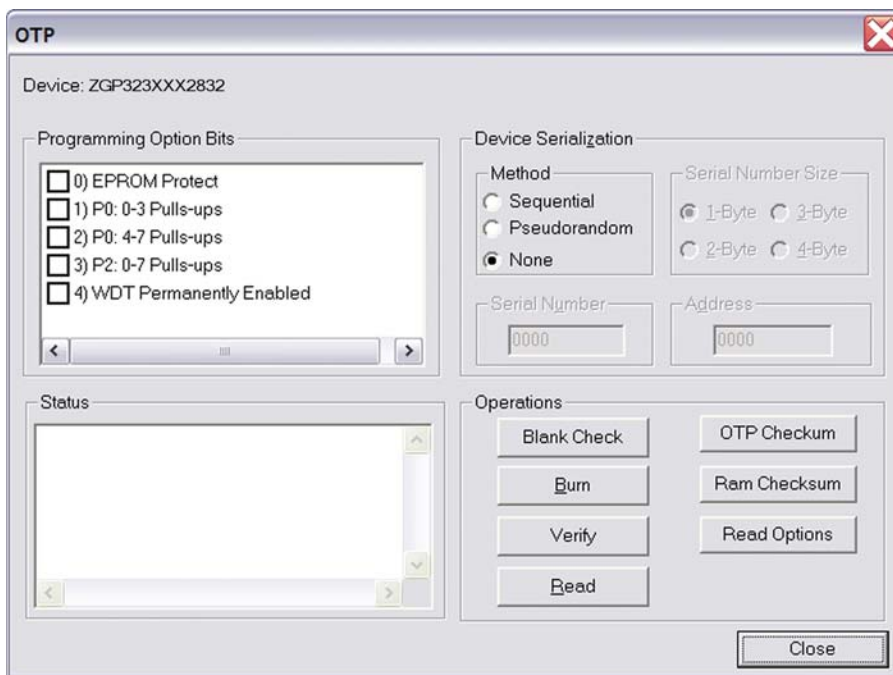 OTP
Device: ZGP323XXX2832
Programming Option Bits
0) EPROM Protect
1) P0: 0-3 Pulls-ups
2) P0: 4-7 Pulls-ups
3) P2: 0-7 Pulls-ups
4) WDT Permanently Enabled
Device Serialization
Method
Sequential
Pseudorandom
None
Serial Number Size
1-Byte 3-Byte
2-Byte 4-Byte
Serial Number
0000
Address
0000
Status
Operations
Blank Check
Burn
Verify
Read
OTP Checkum
Ram Checksum
Read Options
Close